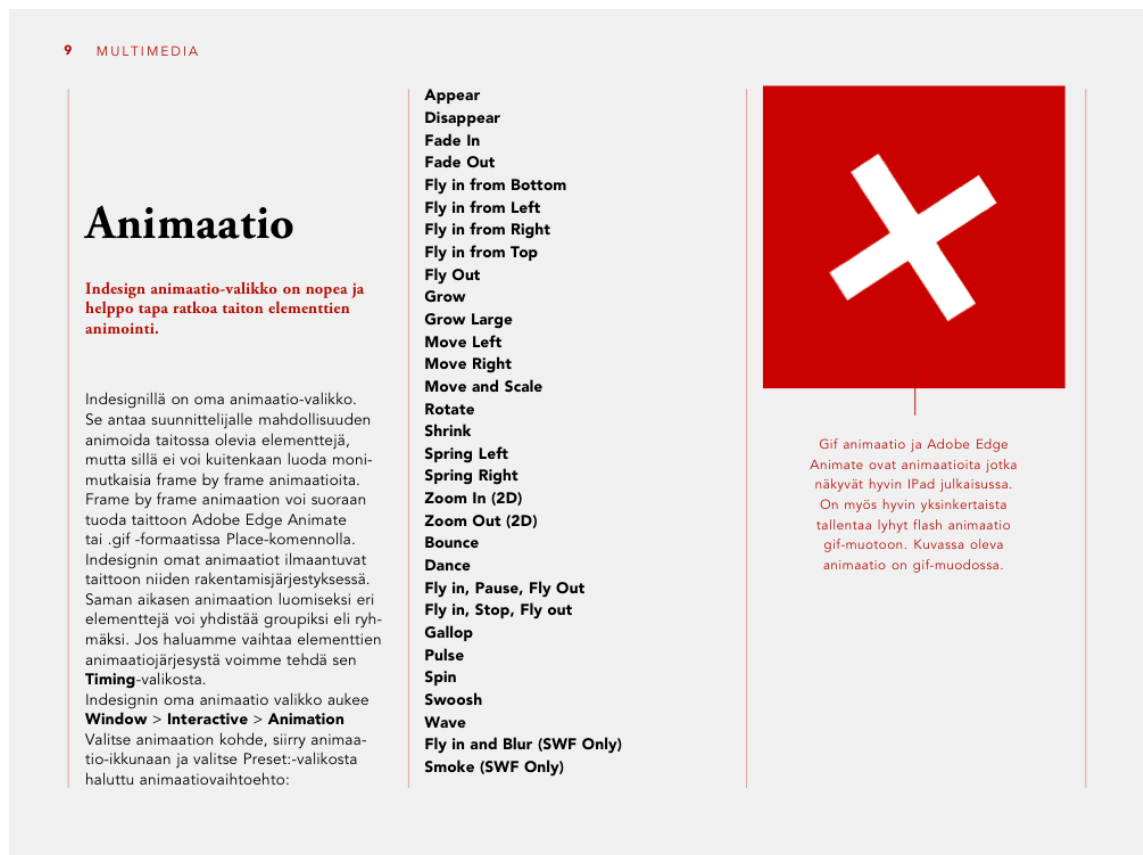 9 MULTIMEDIA
Animaatio
Indesign animaatio-valikko on nopea ja
helppo tapa ratkoa taiton elementtien
animointi.
Indesignillä on oma animaatio-valikko.
Se antaa suunnittelijalle mahdollisuuden
animoida taitossa olevia elementtejä,
mutta sillä ei voi kuitenkaan luoda moni-
mutkaisia frame by frame animaatioita.
Frame by frame animaation voi suoraan
tuoda taittoon Adobe Edge Animate
tai .gif -formaatissa Place-komennolla.
Indesignin omat animaatiot ilmaantuvat
taittoon niiden rakentamisjärjestyksessä.
Saman aikasen animaation luomiseksi eri
elementtejä voi yhdistää groupiksi eli ryh-
mäksi. Jos haluamme vaihtaa elementtien
animaatiojärjesystä voimme tehdä sen
Timing-valikosta.
Indesignin oma animaatio valikko aukee
Window > Interactive > Animation
Valitse animaation kohde, siirry animaa-
tio-ikkunaan ja valitse Preset:-valikosta
haluttu animaatiovaihtoehto:
Appear
Disappear
Fade In
Fade Out
Fly in from Bottom
Fly in from Left
Fly in from Right
Fly in from Top
Fly Out
Grow
Grow Large
Move Left
Move Right
Move and Scale
Rotate
Shrink
Spring Left
Spring Right
Zoom In (2D)
Zoom Out (2D)
Bounce
Dance
Fly in, Pause, Fly Out
Fly in, Stop, Fly out
Gallop
Pulse
Spin
Swoosh
Wave
Fly in and Blur (SWF Only)
Smoke (SWF Only)
Gif animaatio ja Adobe Edge
Animate ovat animaatioita jotka
näkyvät hyvin IPad julkaisussa.
On myös hyvin yksinkertaista
tallentaa lyhyt flash animaatio
gif-muotoon. Kuvassa oleva
animaatio on gif-muodossa.